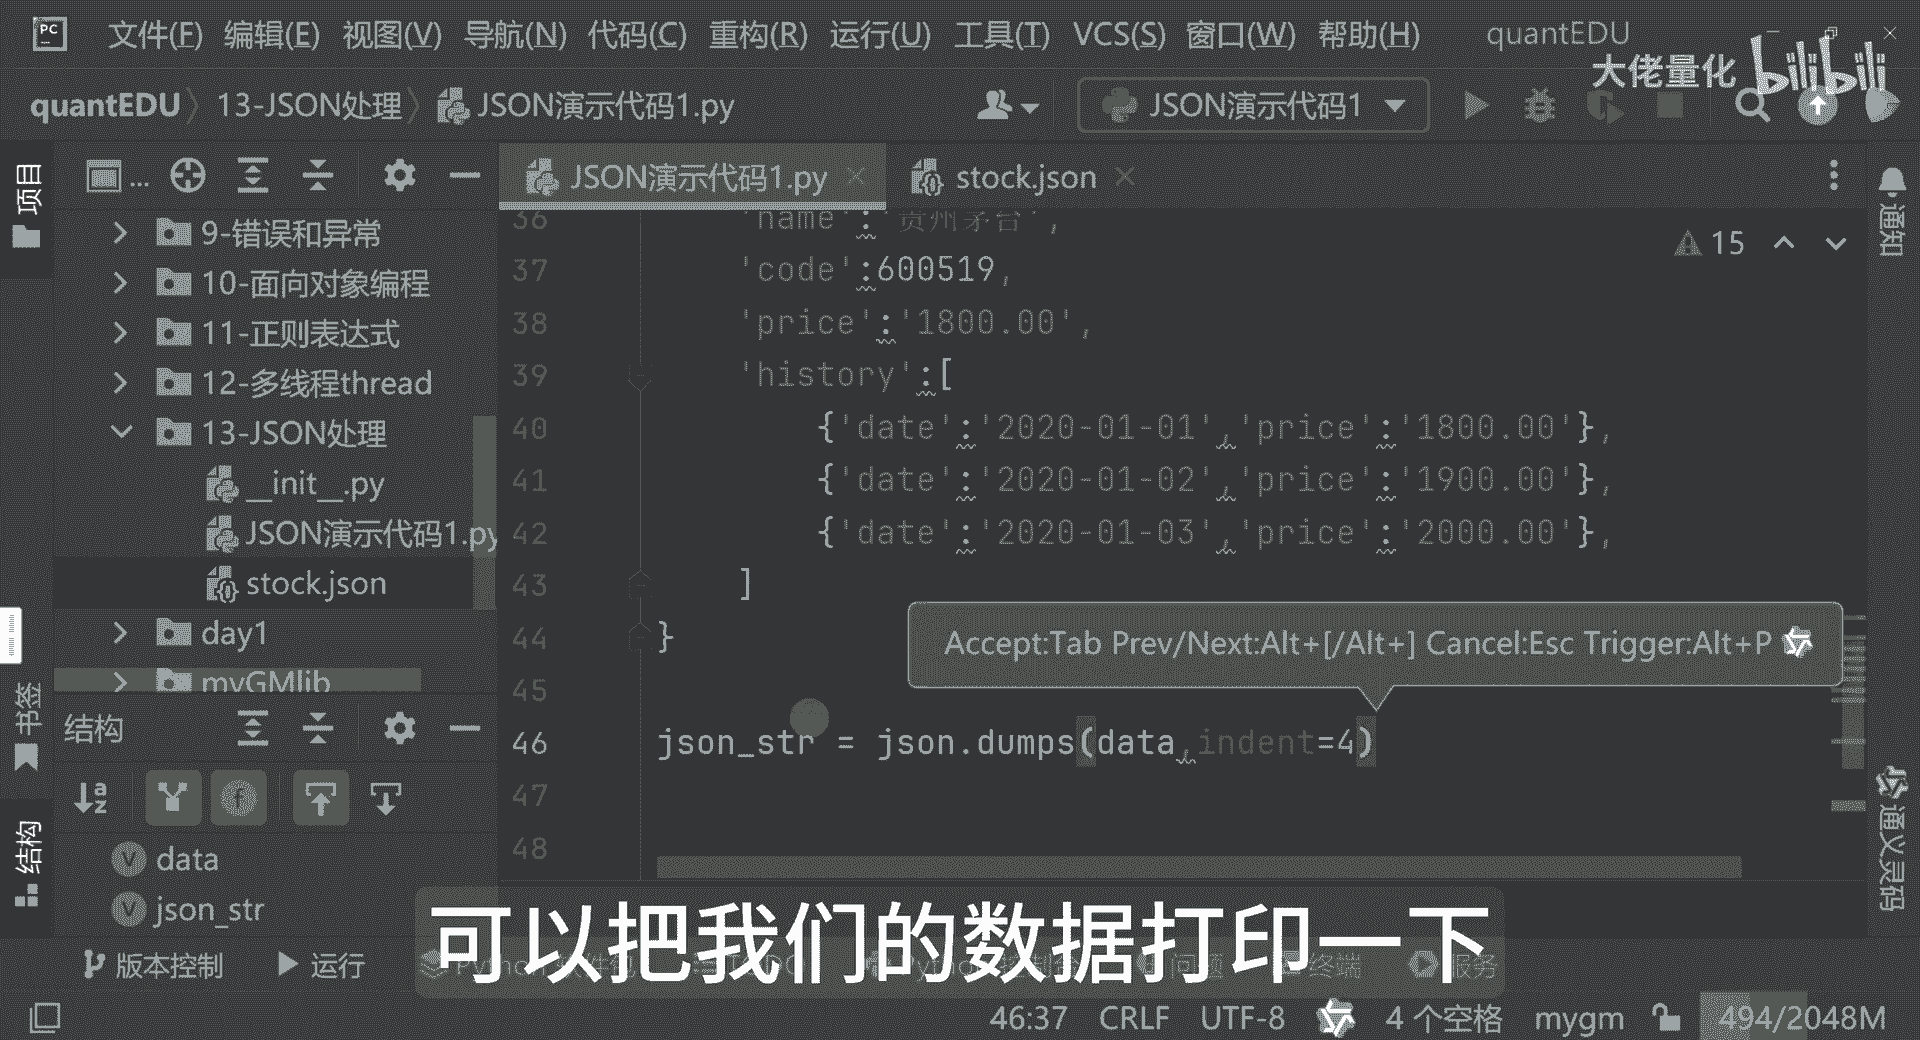 文件(F) 编辑(E) 视图(V) 导航(N) 代码(C) 重构(R) 运行(U) 工具(T) VCS(S) 窗口(W) 帮助(H) quantEDU
大佬量化 bilibili
quantEDU 13-JSON处理 JSON演示代码1.py JSON演示代码1
项目
...
JSON演示代码1.py
stock.json
通知
9-错误和异常
10-面向对象编程
11-正则表达式
12-多线程thread
13-JSON处理
__init__.py
JSON演示代码1.py
stock.json
day1
myGMlib
15
36 'name':'贵州茅台',
37 'code':600519,
38 'price':'1800.00',
39 'history':[
40 {'date':'2020-01-01','price':'1800.00'},
41 {'date':'2020-01-02','price':'1900.00'},
42 {'date':'2020-01-03','price':'2000.00'},
43 ]
44 }
45
46 json_str = json.dumps(data,indent=4)
47
48
Accept:Tab Prev/Next:Alt+[/Alt+] Cancel:Esc Trigger:Alt+P
书签
结构
结构
data
json_str
通义灵码
可以把我们的数据打印一下
版本控制 运行 终端 服务
46:37 CRLF UTF-8 4 个空格 mygm 494/2048M